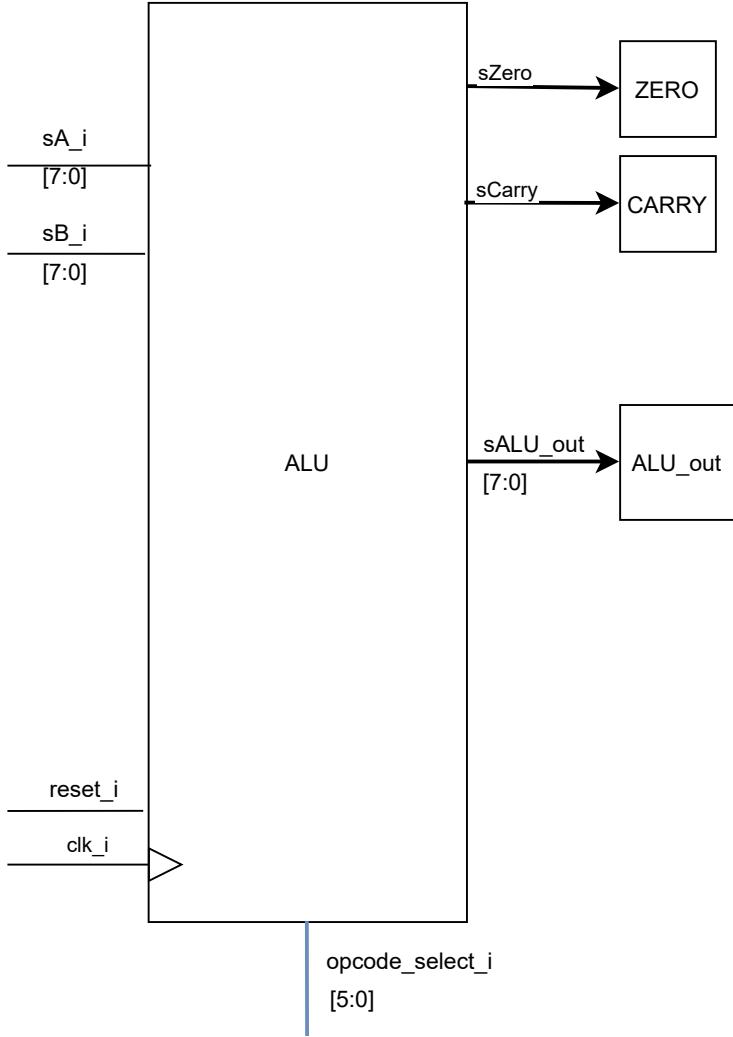 sZero
ZERO
sA_i
[7:0]
sCarry
CARRY
sB_i
[7:0]
sALU_out
ALU
ALU_out
[7:0]
reset_i
clk_i
opcode_select_i
[5:0]